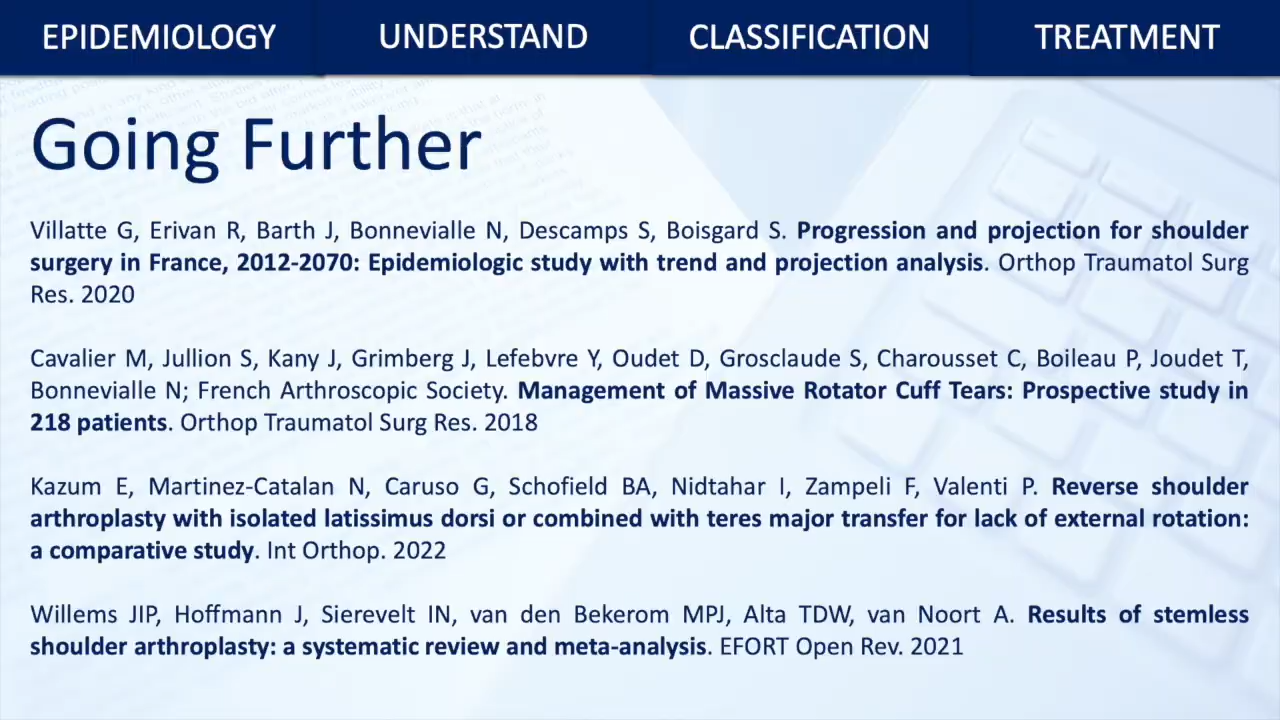 EPIDEMIOLOGY UNDERSTAND CLASSIFICATION TREATMENT
Going Further
Villatte G, Erivan R, Barth J, Bonnevialle N, Descamps S, Boisgard S. Progression and projection for shoulder
surgery in France, 2012-2070: Epidemiologic study with trend and projection analysis. Orthop Traumatol Surg
Res. 2020
Cavalier M, Jullion S, Kany J, Grimberg J, Lefebvre Y, Oudet D, Grosclaude S, Charousset C, Boileau P, Joudet T,
Bonnevialle N; French Arthroscopic Society. Management of Massive Rotator Cuff Tears: Prospective study in
218 patients. Orthop Traumatol Surg Res. 2018
Kazum E, Martinez-Catalan N, Caruso G, Schofield BA, Nidtahar I, Zampeli F, Valenti P. Reverse shoulder
arthroplasty with isolated latissimus dorsi or combined with teres major transfer for lack of external rotation:
a comparative study. Int Orthop. 2022
Willems JIP, Hoffmann J, Sierevelt IN, van den Bekerom MPJ, Alta TDW, van Noort A. Results of stemless
shoulder arthroplasty: a systematic review and meta-analysis. EFORT Open Rev. 2021